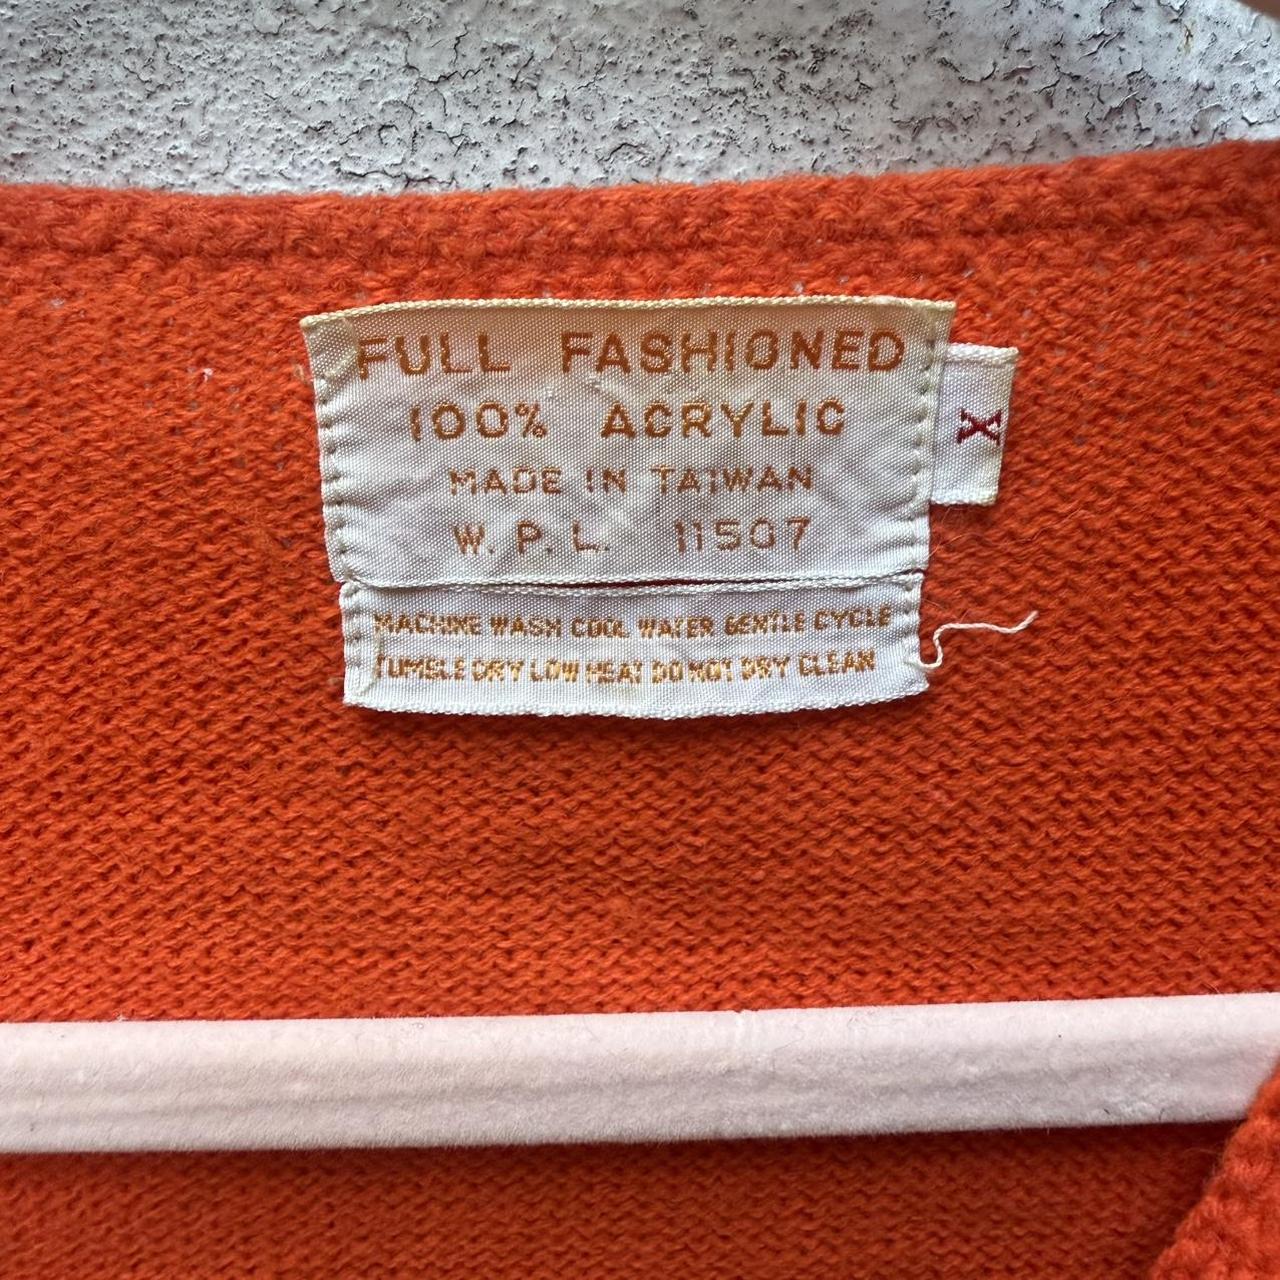 FULL FASHIONED
100% ACRYLIC
MADE IN TAIWAN
W. P. L. 11507
MACHINE WASH COOL WATER GENTLE CYCLE
TUMBLE DRY LOW HEAT DO NOT DRY CLEAN
X